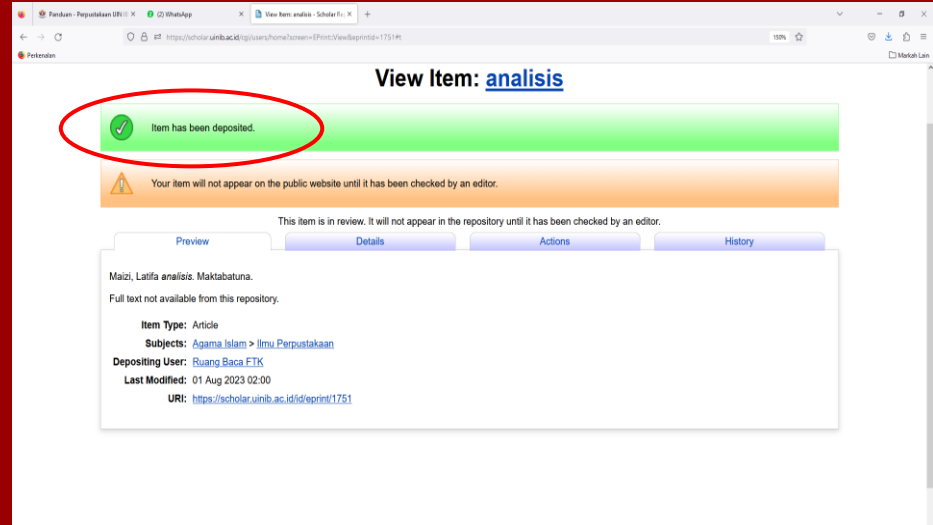 Panduan - Perpustakaan UIN I
(2) WhatsApp
View Item: analisis - Scholar Re
https://scholar.uinib.ac.id/cgi/users/home?screen=EPrint::View&eprintid=1751#t
150%
Perkenalan
Markah Lain
View Item: analisis
Item has been deposited.
Your item will not appear on the public website until it has been checked by an editor.
This item is in review. It will not appear in the repository until it has been checked by an editor.
Preview
Details
Actions
History
Maizi, Latifa analisis. Maktabatuna.
Full text not available from this repository.
Item Type: Article
Subjects: Agama Islam > Ilmu Perpustakaan
Depositing User: Ruang Baca FTK
Last Modified: 01 Aug 2023 02:00
URI: https://scholar.uinib.ac.id/id/eprint/1751